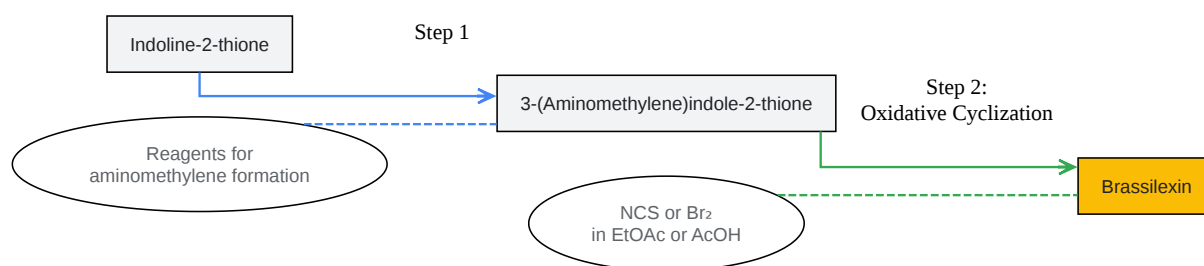 Indoline-2-thione
Step 1
3-(Aminomethylene)indole-2-thione
Step 2:
Oxidative Cyclization
Reagents for
aminomethylene formation
Brassilexin
NCS or Br₂
in EtOAc or AcOH